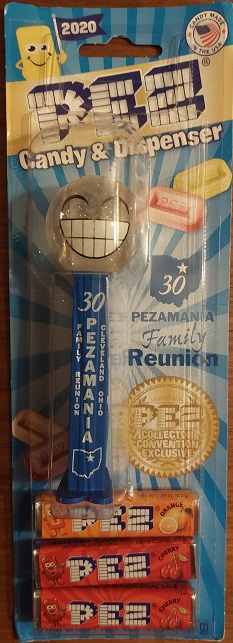 2020
CANDY MADE
IN THE USA
PEZ®
Candy & Dispenser
30
PEZAMANIA
Family
Reunion
30
FAMILY REUNION
PEZAMANIA
CLEVELAND OHIO
PEZ
COLLECTOR
CONVENTION
EXCLUSIVE
PEZ
ORANGE
PEZ
CHERRY
PEZ
CHERRY